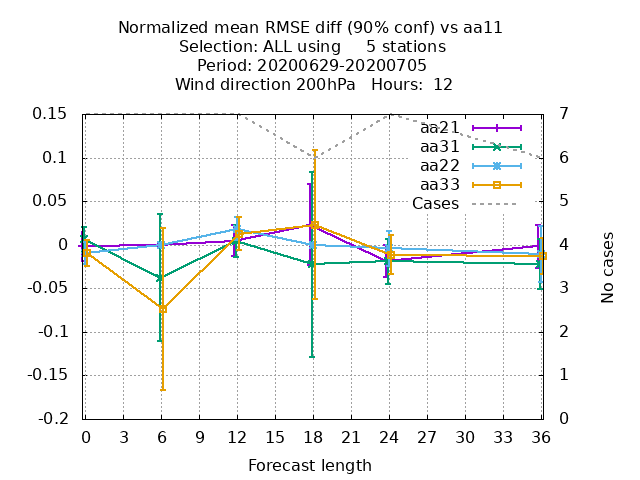 Normalized mean RMSE diff (90% conf) vs aa11
Selection: ALL using     5 stations
Period: 20200629-20200705
Wind direction 200hPa   Hours:  12
0.15
0.1
0.05
0
-0.05
-0.1
-0.15
-0.2
7
6
5
4
3
2
1
0
aa21
aa31
aa22
aa33
Cases
No cases
0 3 6 9 12 15 18 21 24 27 30 33 36
Forecast length